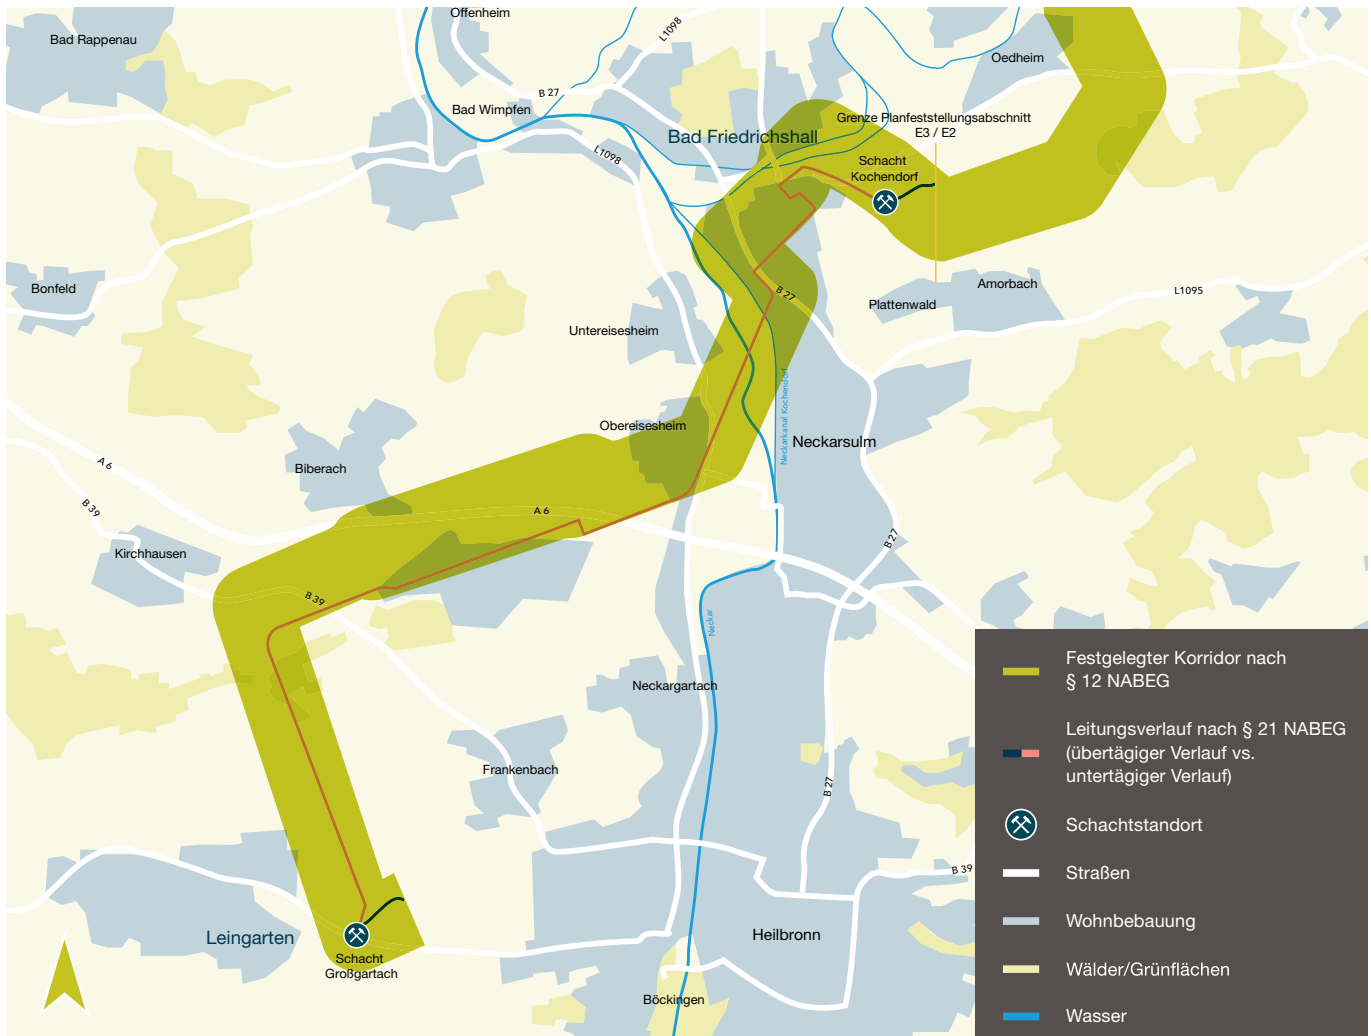 Offenheim
Bad Rappenau
L1098
Oedheim
B 27
Bad Wimpfen
Grenze Planfeststellungsabschnitt
E3 / E2
Bad Friedrichshall
L1098
Schacht
Kochendorf
Bonfeld
Amorbach
L1095
B 27
Plattenwald
Untereisesheim
Neckarkanal Kochendorf
Obereisesheim
Neckarsulm
A 6
Biberach
B 39
A 6
B 27
Kirchhausen
B 39
Neckar
Neckargartach
Frankenbach
B 27
B 39
Leingarten
Heilbronn
Schacht
Großgartach
Böckingen
Festgelegter Korridor nach
§ 12 NABEG
Leitungsverlauf nach § 21 NABEG
(übertägiger Verlauf vs.
untertägiger Verlauf)
Schachtstandort
Straßen
Wohnbebauung
Wälder/Grünflächen
Wasser